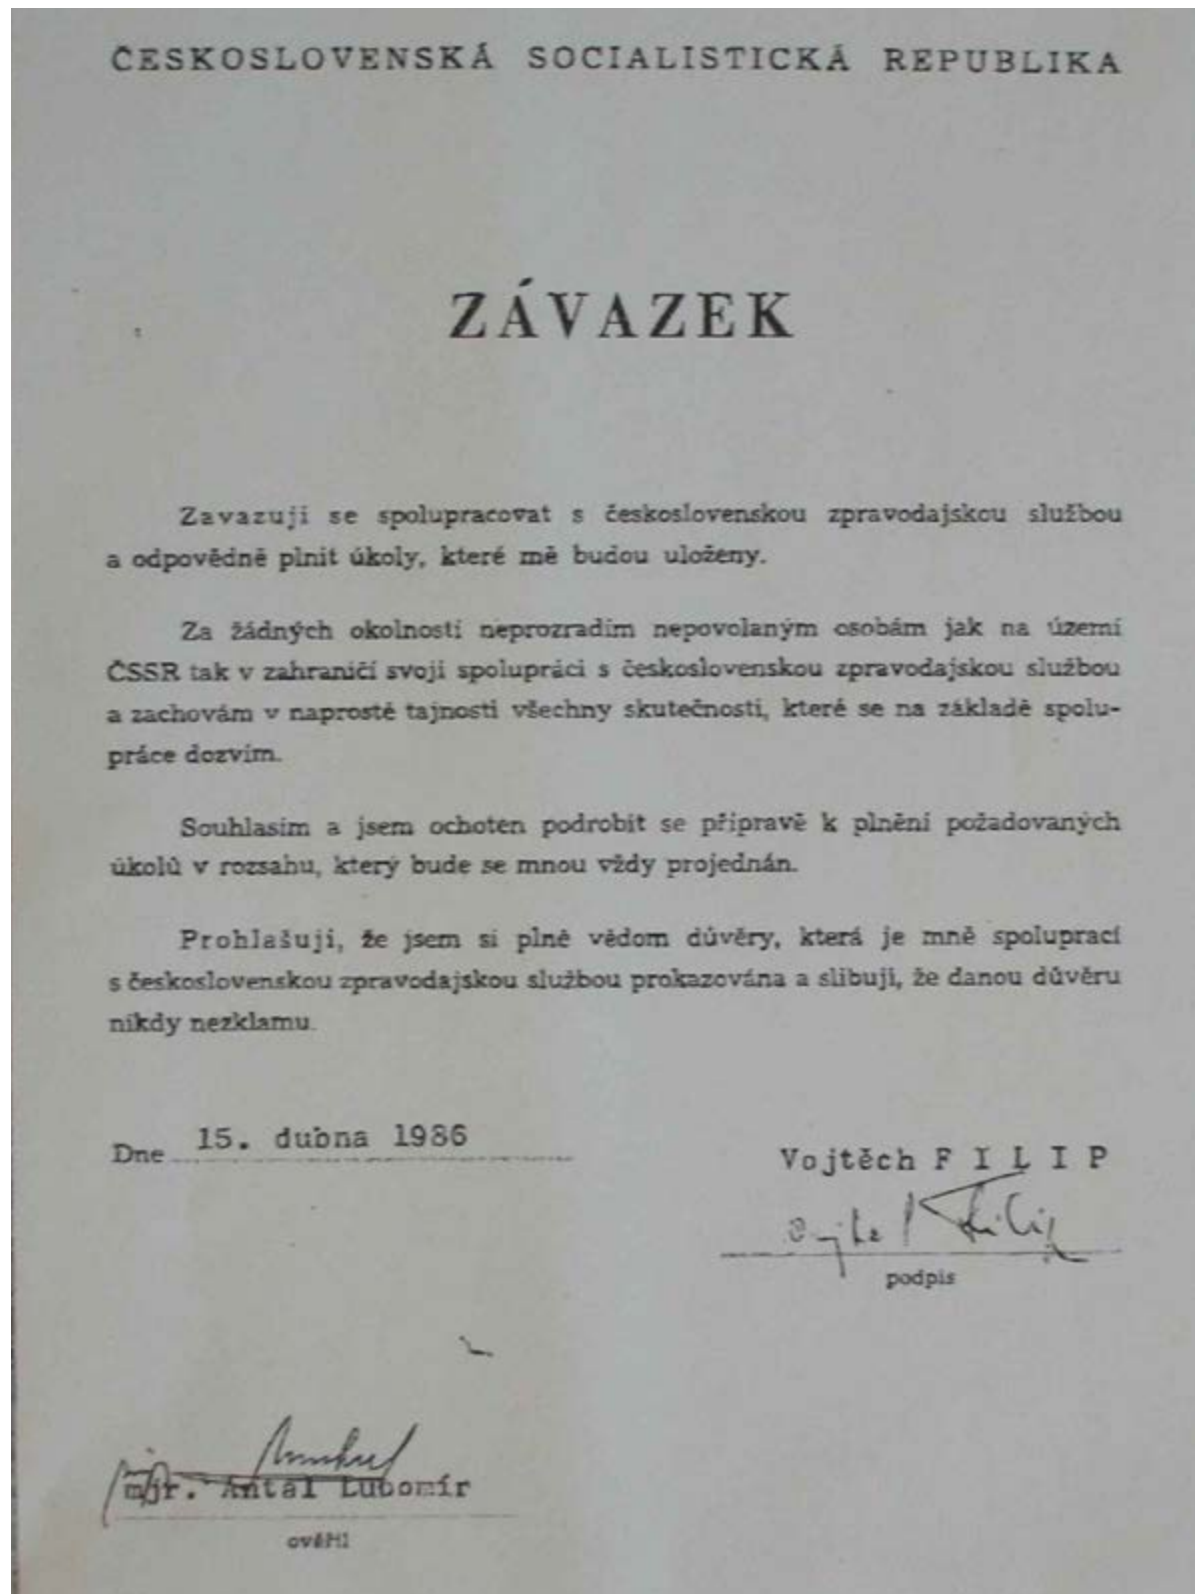 ČESKOSLOVENSKÁ SOCIALISTICKÁ REPUBLIKA
ZÁVAZEK
Zavazuji se spolupracovat s československou zpravodajskou službou
a odpovědně plnit úkoly, které mě budou uloženy.
Za žádných okolností neprozradím nepovolaným osobám jak na území
ČSSR tak v zahraničí svoji spolupráci s československou zpravodajskou službou
a zachovám v naprosté tajnosti všechny skutečnosti, které se na základě spolu-
práce dozvím.
Souhlasím a jsem ochoten podrobit se přípravě k plnění požadovaných
úkolů v rozsahu, který bude se mnou vždy projednán.
Prohlašuji, že jsem si plně vědom důvěry, která je mně spoluprací
s československou zpravodajskou službou prokazována a slibuji, že danou důvěru
nikdy nezklamu.
Dne 15. dubna 1986
Vojtěch FILIP
podpis
mjr. Antal Lubomír
ověřil